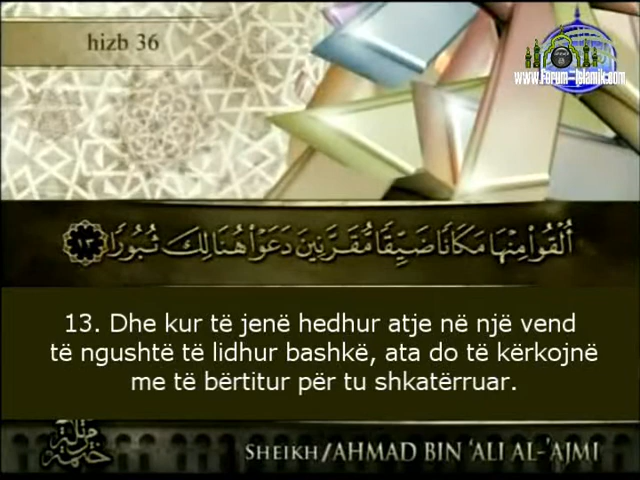 hizb 36
www.Forum-Islamik.com
أُلْقُوا۟ مِنْهَا مَكَانًا ضَيِّقًا مُّقَرَّنِينَ دَعَوْا۟ هُنَالِكَ ثُبُورًا ١٣
13. Dhe kur të jenë hedhur atje në një vend
të ngushtë të lidhur bashkë, ata do të kërkojnë
me të bërtitur për tu shkatërruar.
SHEIKH/AHMAD BIN 'ALI AL-'AJMI